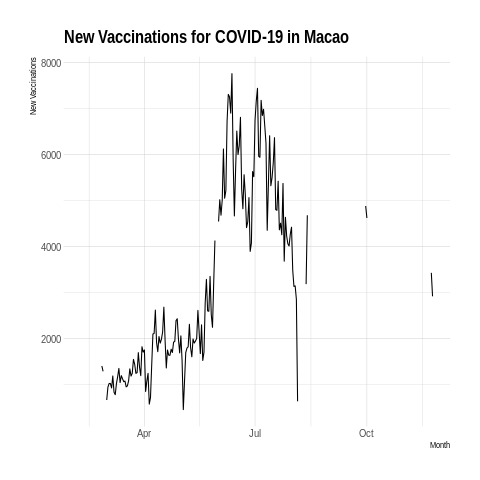 New Vaccinations for COVID-19 in Macao
New Vaccinations
8000
6000
4000
2000
Apr
Jul
Oct
Month